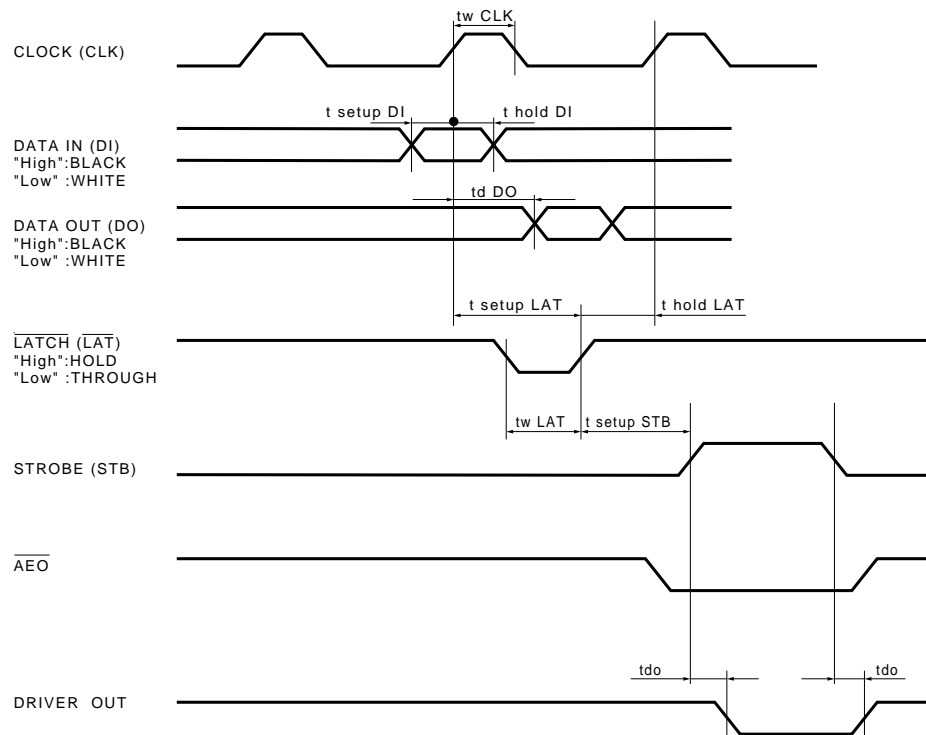 tw CLK
CLOCK (CLK)
t setup DI
t hold DI
DATA IN (DI)
"High":BLACK
"Low" :WHITE
td DO
DATA OUT (DO)
"High":BLACK
"Low" :WHITE
t setup LAT
t hold LAT
LATCH (LAT)
"High":HOLD
"Low" :THROUGH
tw LAT
t setup STB
STROBE (STB)
AEO
tdo
tdo
DRIVER OUT